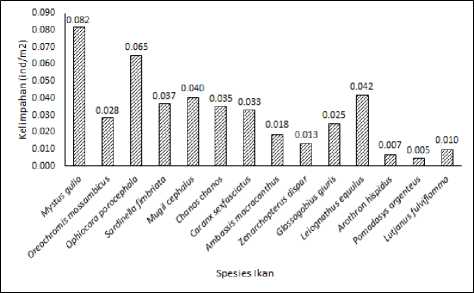 Kelimpahan (ind/m2)
0.090
0.080
0.070
0.060
0.050
0.040
0.030
0.020
0.010
0.000
0.082
0.028
0.065
0.037
0.040
0.035
0.033
0.018
0.013
0.025
0.042
0.007
0.005
0.010
Mystus gulio
Oreochromis mossambicus
Ophiocara porocephala
Sardinella fimbriata
Mugil cephalus
Chanos chanos
Caranx sexfasciatus
Ambassis macracanthus
Zenarchopterus dispar
Glossogobius giuris
Leiognathus equulus
Arothron hispidus
Pomadasys argenteus
Lutjanus fulviflamma
Spesies Ikan